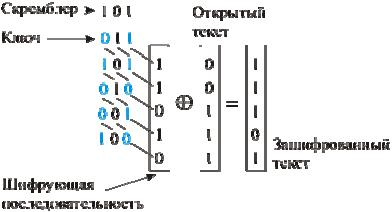 Скремблер 1 0 1
Открытый текст
Ключ 0 1 1
1 0 1 1 0 1
0 1 0 1 0 1
0 0 1 0 ⊕ 1 = 1
1 0 0 1 1 0
0 1 1
Зашифрованный текст
Шифрующая последовательность